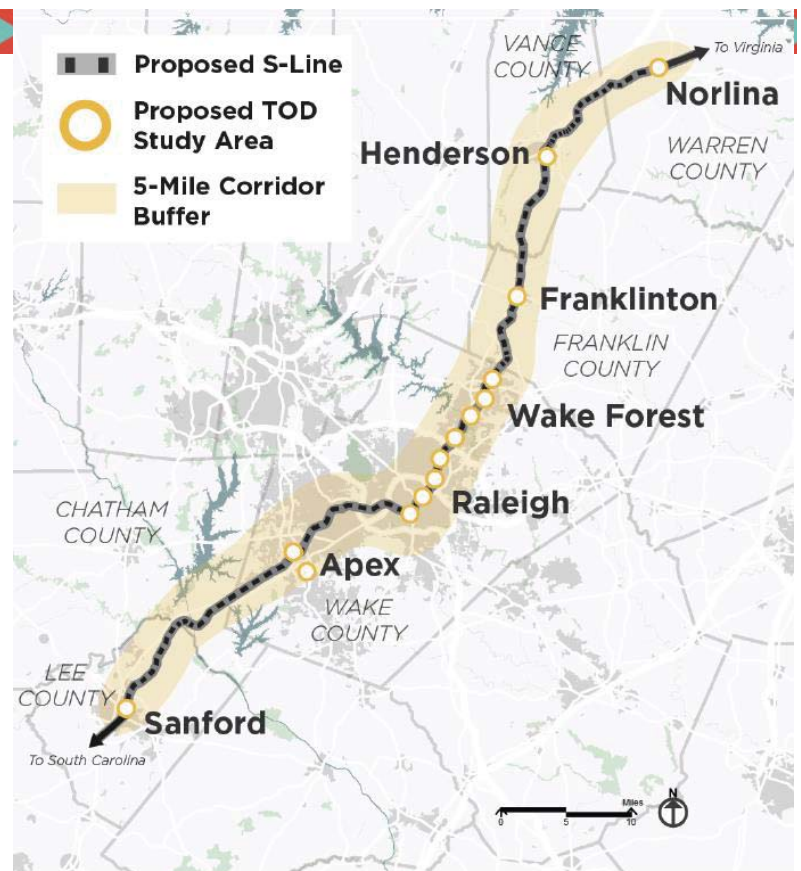 Proposed S-Line
Proposed TOD
Study Area
5-Mile Corridor
Buffer
VANCE
COUNTY
To Virginia
Norlina
WARREN
COUNTY
Henderson
Franklinton
FRANKLIN
COUNTY
Wake Forest
Raleigh
CHATHAM
COUNTY
Apex
WAKE
COUNTY
LEE
COUNTY
Sanford
To South Carolina
Miles
0 5 10
N